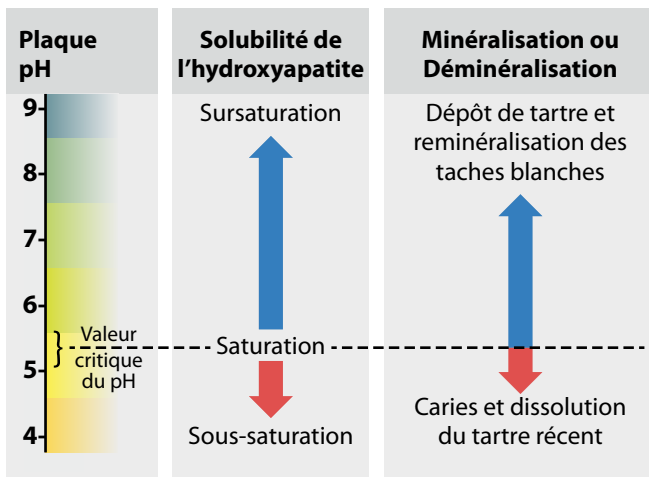 Plaque
pH
Solubilité de
l'hydroxyapatite
Minéralisation ou
Déminéralisation
9
8
7
6
5
4
}
Valeur
critique
du pH
Sursaturation
Saturation
Sous-saturation
Dépôt de tartre et
reminéralisation des
taches blanches
Caries et dissolution
du tartre récent